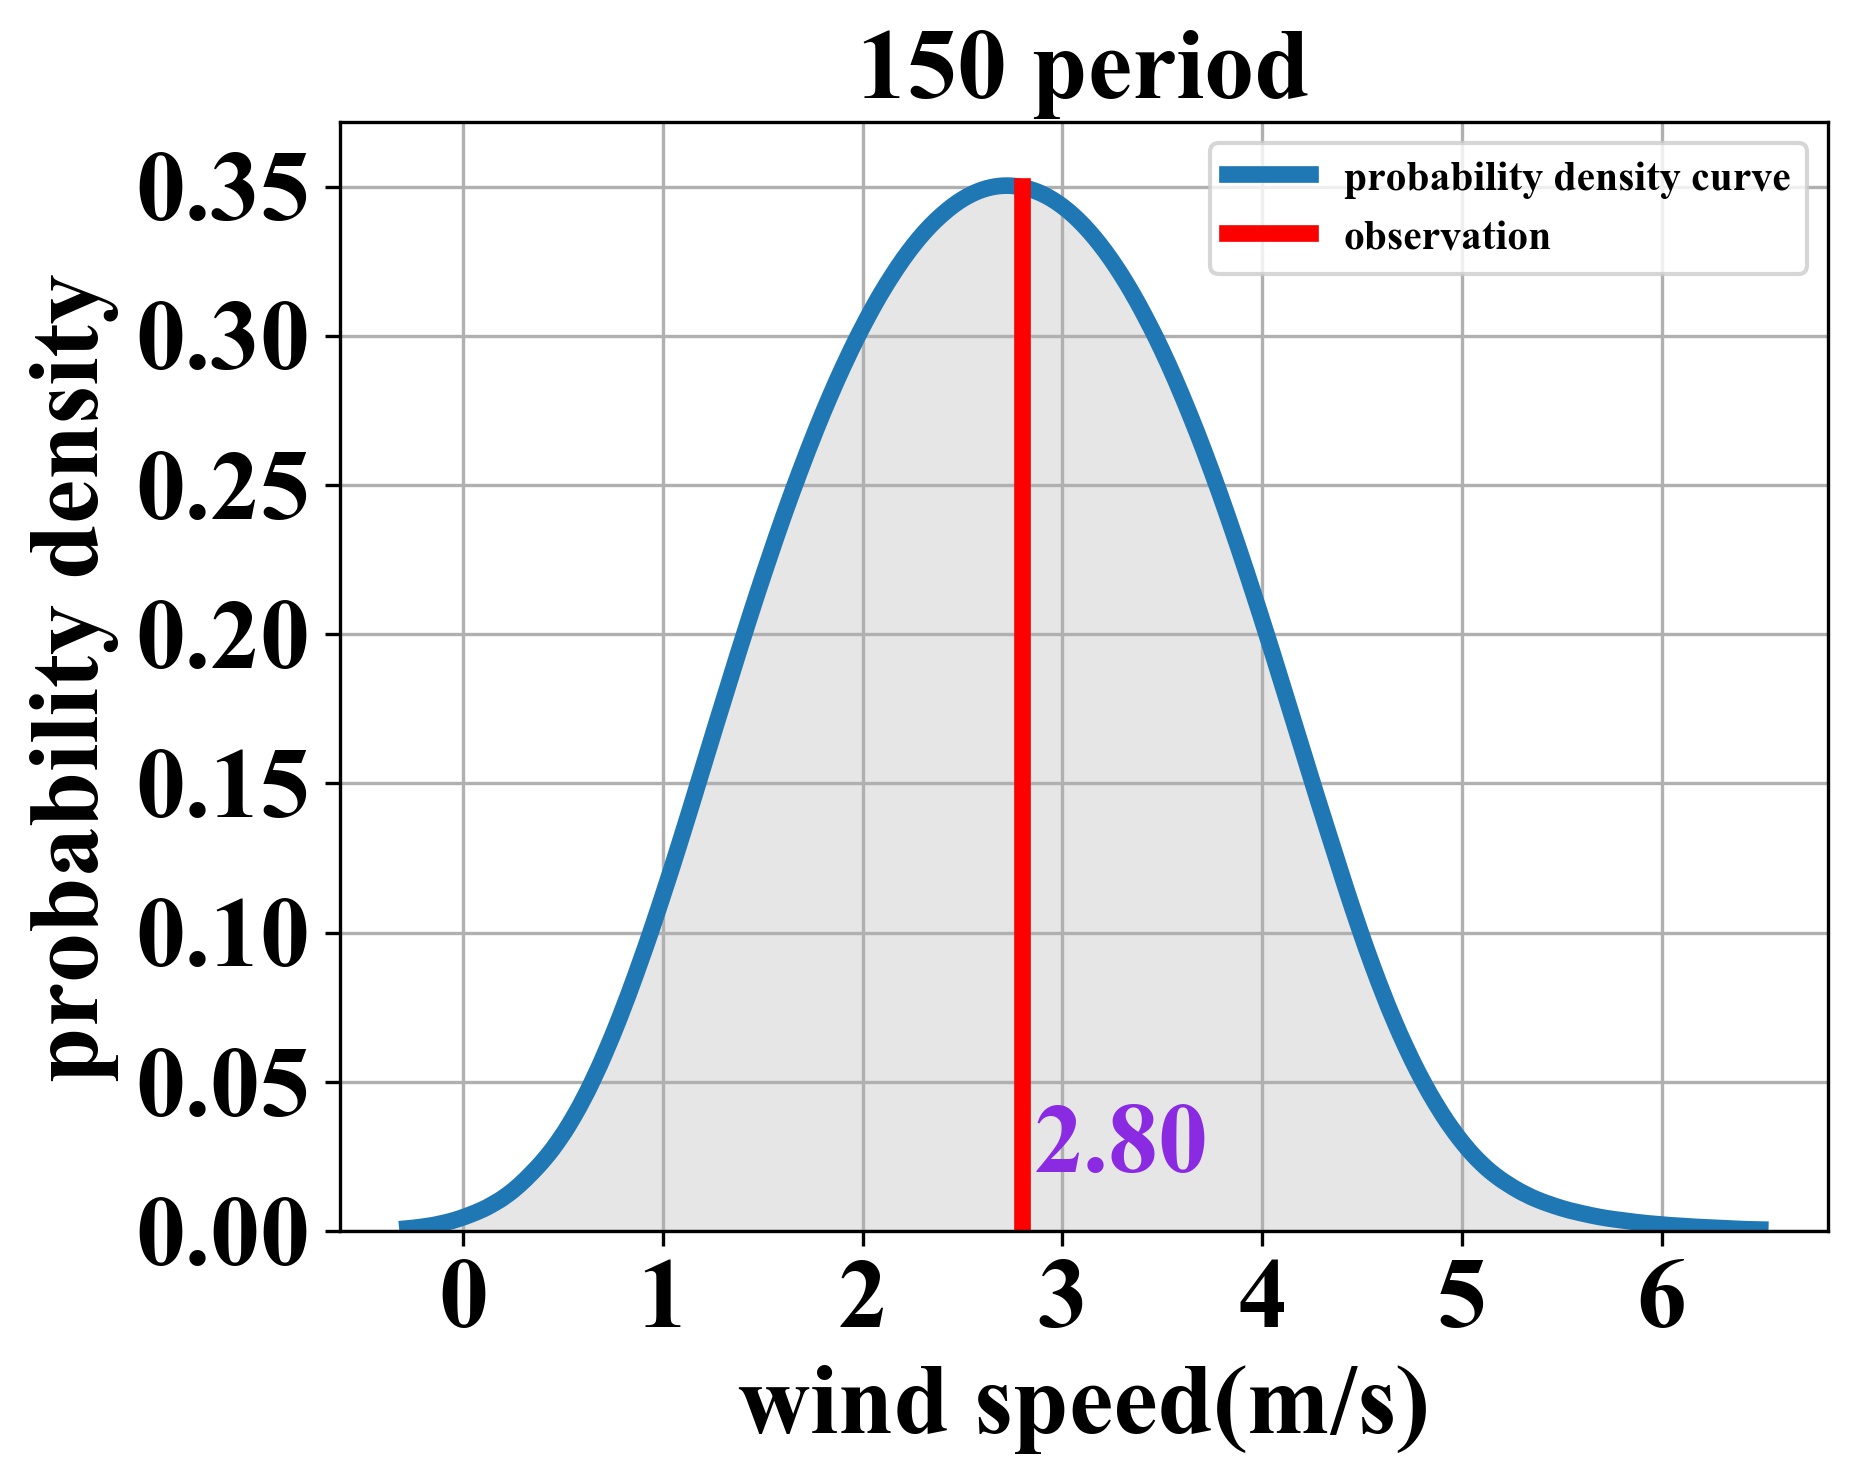 150 period
probability density curve
observation
probability density
0.35
0.30
0.25
0.20
0.15
0.10
0.05
0.00
2.80
0 1 2 3 4 5 6
wind speed(m/s)